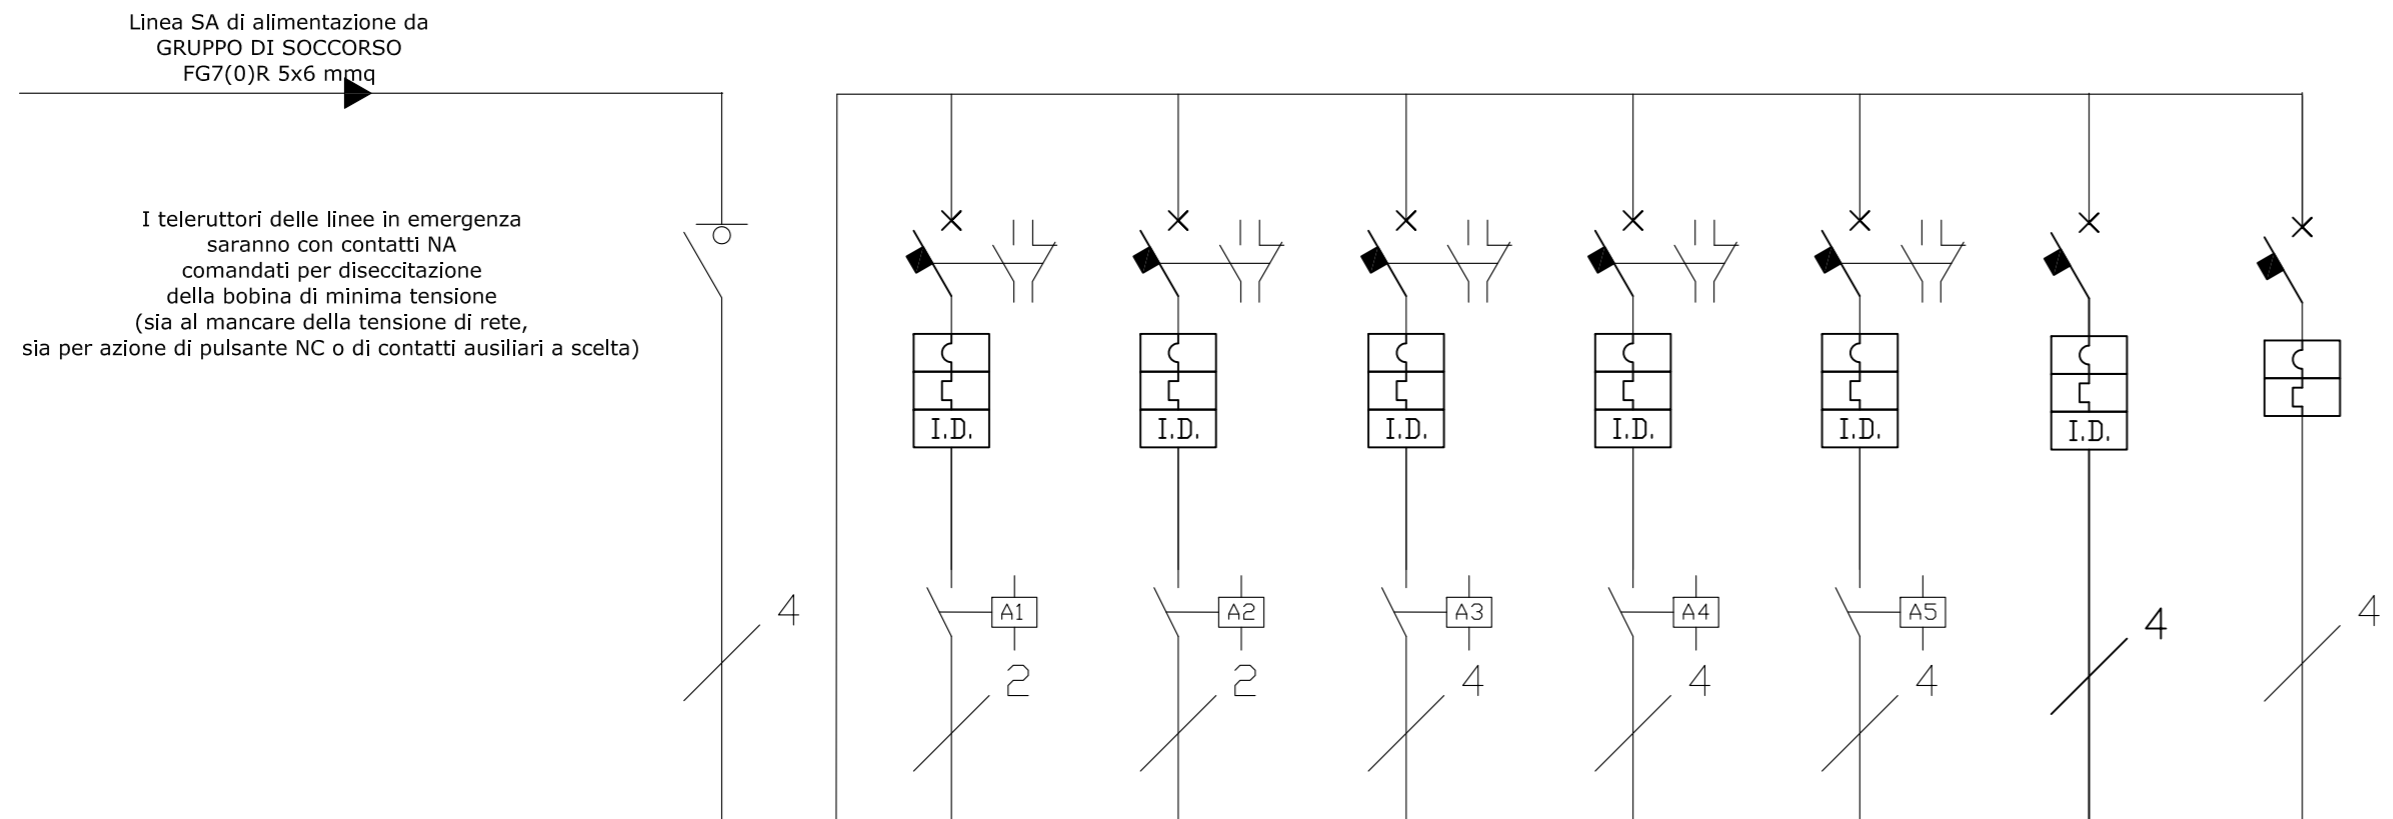 Linea SA di alimentazione da
GRUPPO DI SOCCORSO
FG7(0)R 5x6 mmq
I teleruttori delle linee in emergenza
saranno con contatti NA
comandati per diseccitazione
della bobina di minima tensione
(sia al mancare della tensione di rete,
sia per azione di pulsante NC o di contatti ausiliari a scelta)
I.D. I.D. I.D. I.D. I.D. I.D.
A1 A2 A3 A4 A5
4 4 4
2 2 4 4 4